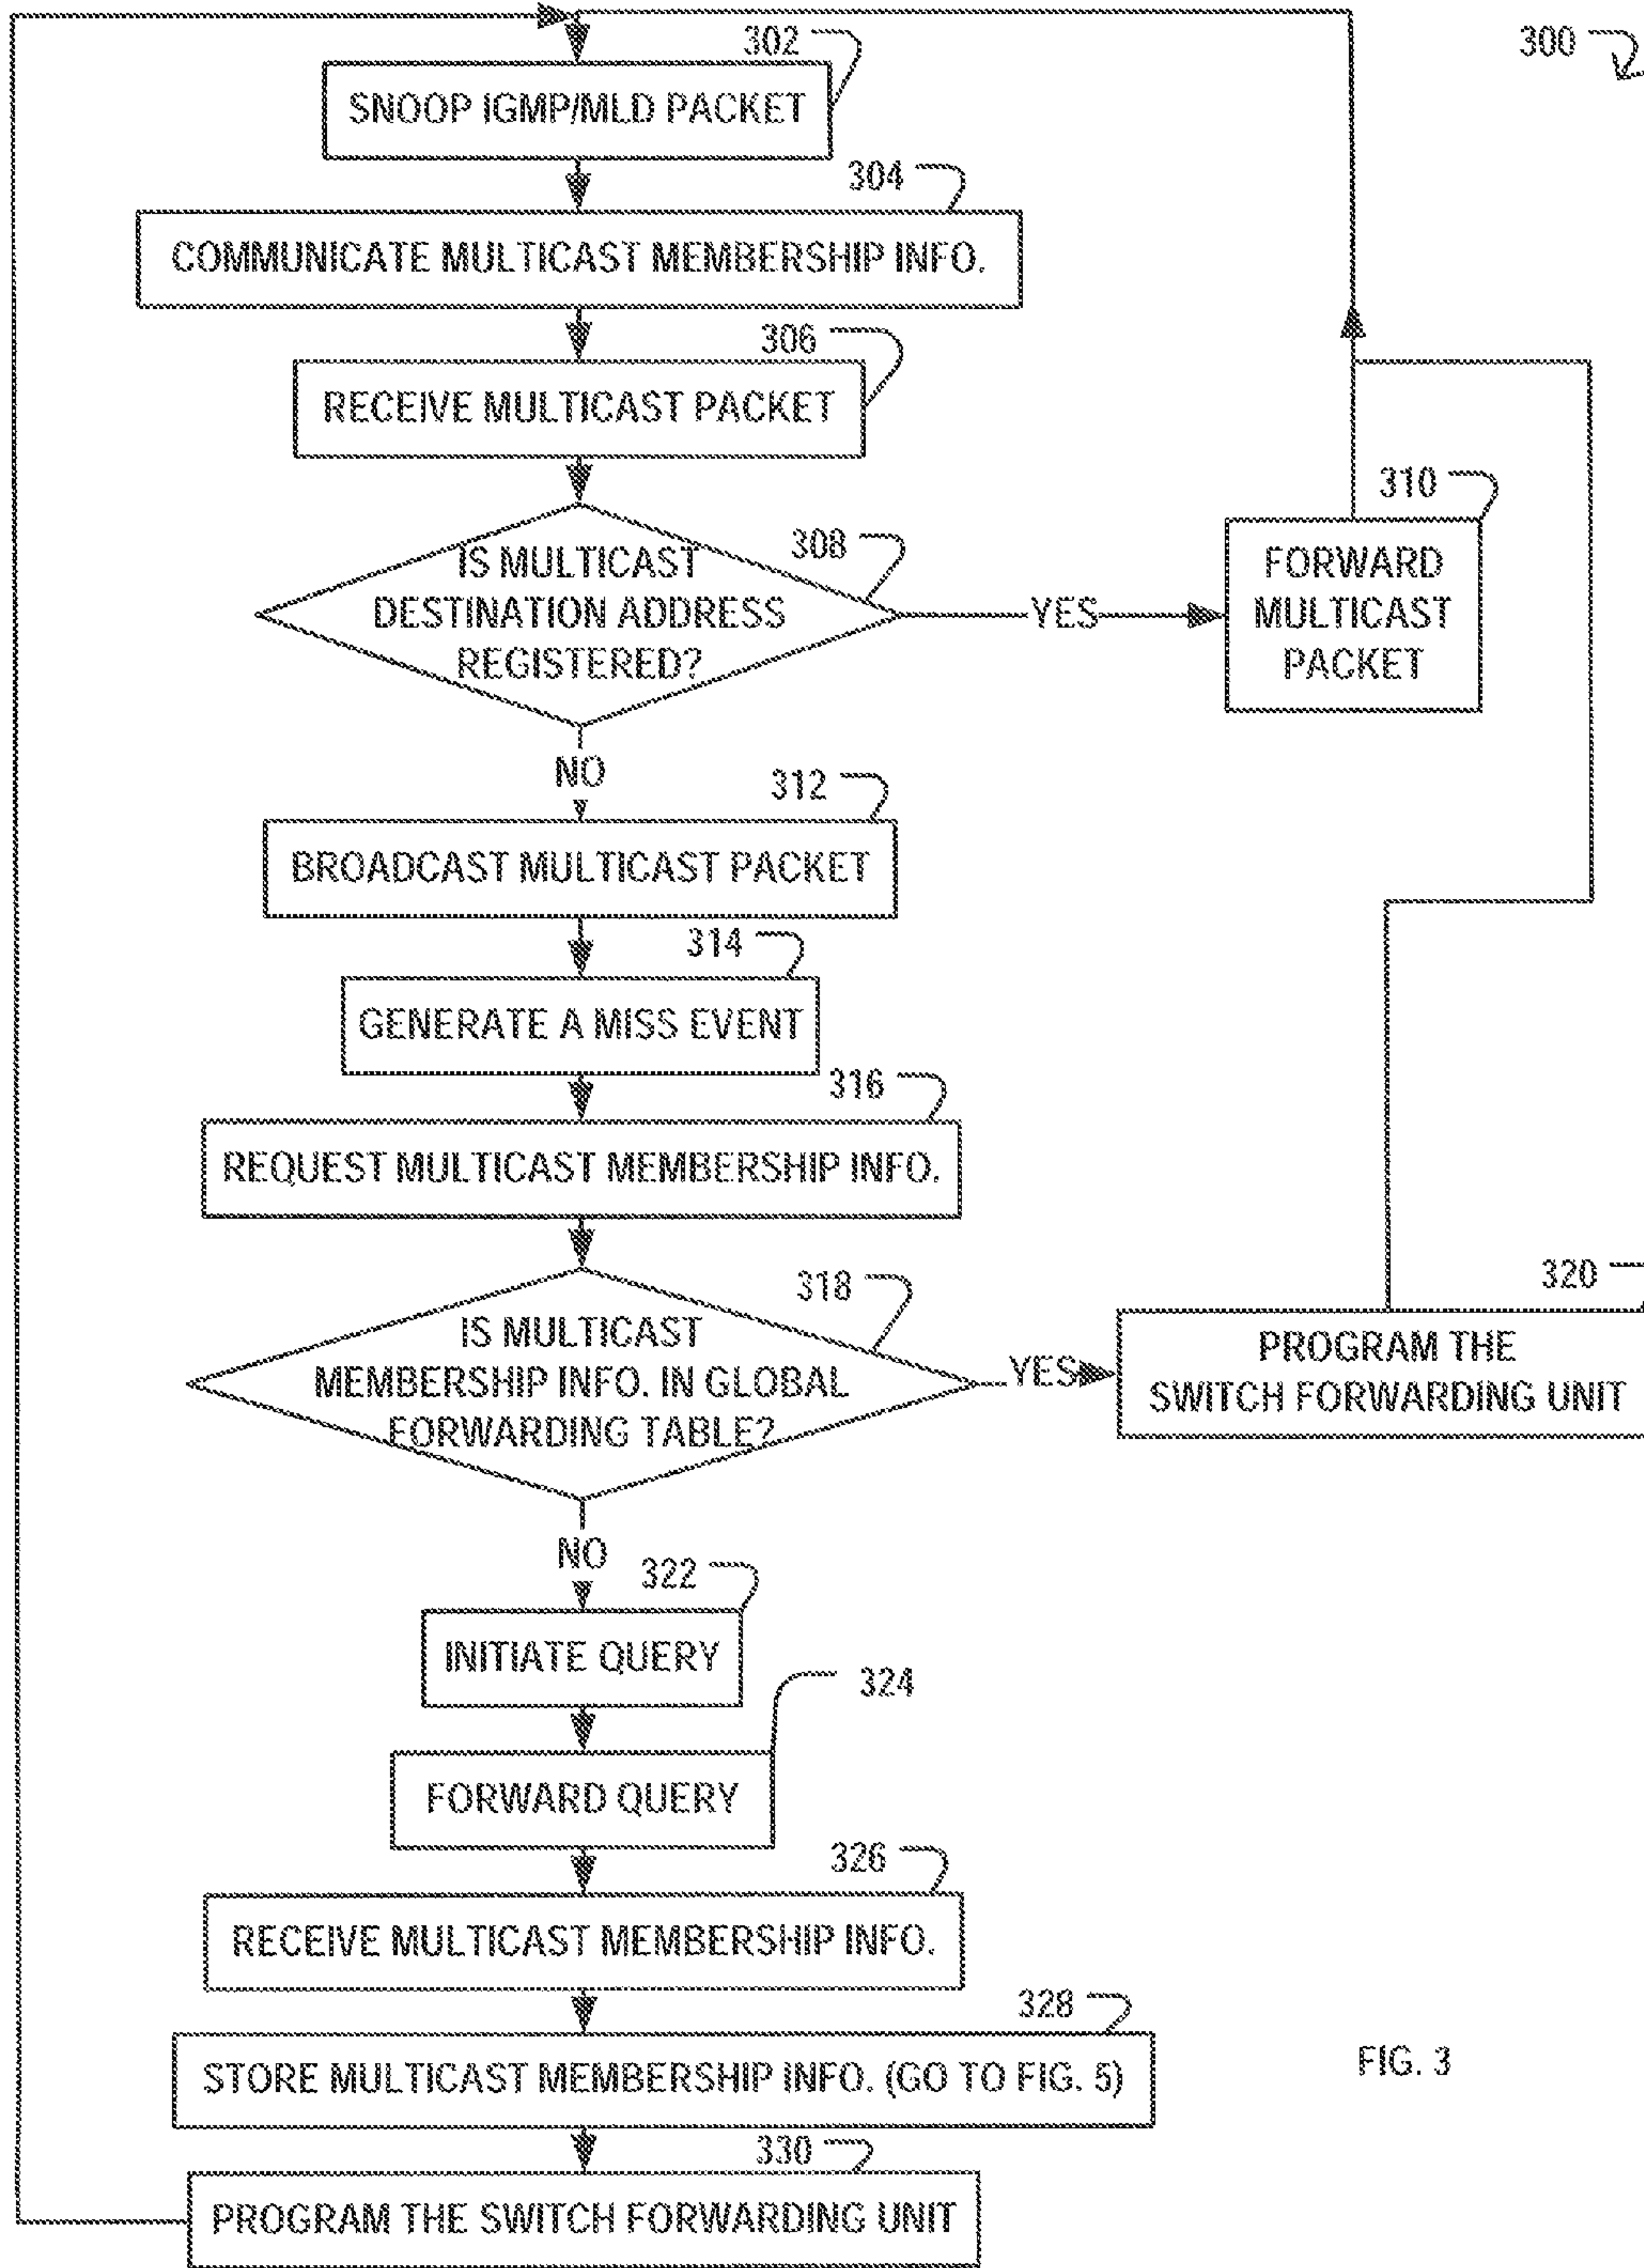 302
300
SNOOP IGMP/MLD PACKET
304
COMMUNICATE MULTICAST MEMBERSHIP INFO.
306
RECEIVE MULTICAST PACKET
308
IS MULTICAST
DESTINATION ADDRESS
REGISTERED?
YES
310
FORWARD
MULTICAST
PACKET
NO
312
BROADCAST MULTICAST PACKET
314
GENERATE A MISS EVENT
316
REQUEST MULTICAST MEMBERSHIP INFO.
318
IS MULTICAST
MEMBERSHIP INFO. IN GLOBAL
FORWARDING TABLE?
YES
320
PROGRAM THE
SWITCH FORWARDING UNIT
NO
322
INITIATE QUERY
324
FORWARD QUERY
326
RECEIVE MULTICAST MEMBERSHIP INFO.
328
STORE MULTICAST MEMBERSHIP INFO. (GO TO FIG. 5)
FIG. 3
330
PROGRAM THE SWITCH FORWARDING UNIT